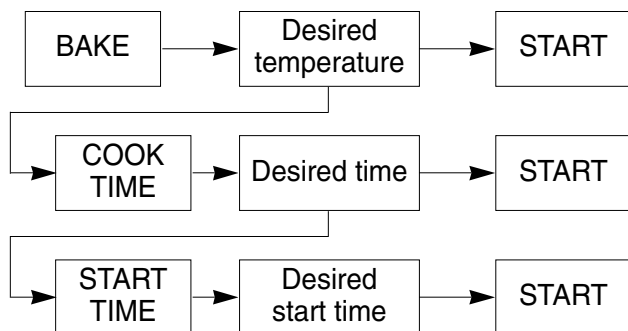 BAKE
Desired
temperature
START
COOK
TIME
Desired time
START
START
TIME
Desired
start time
START